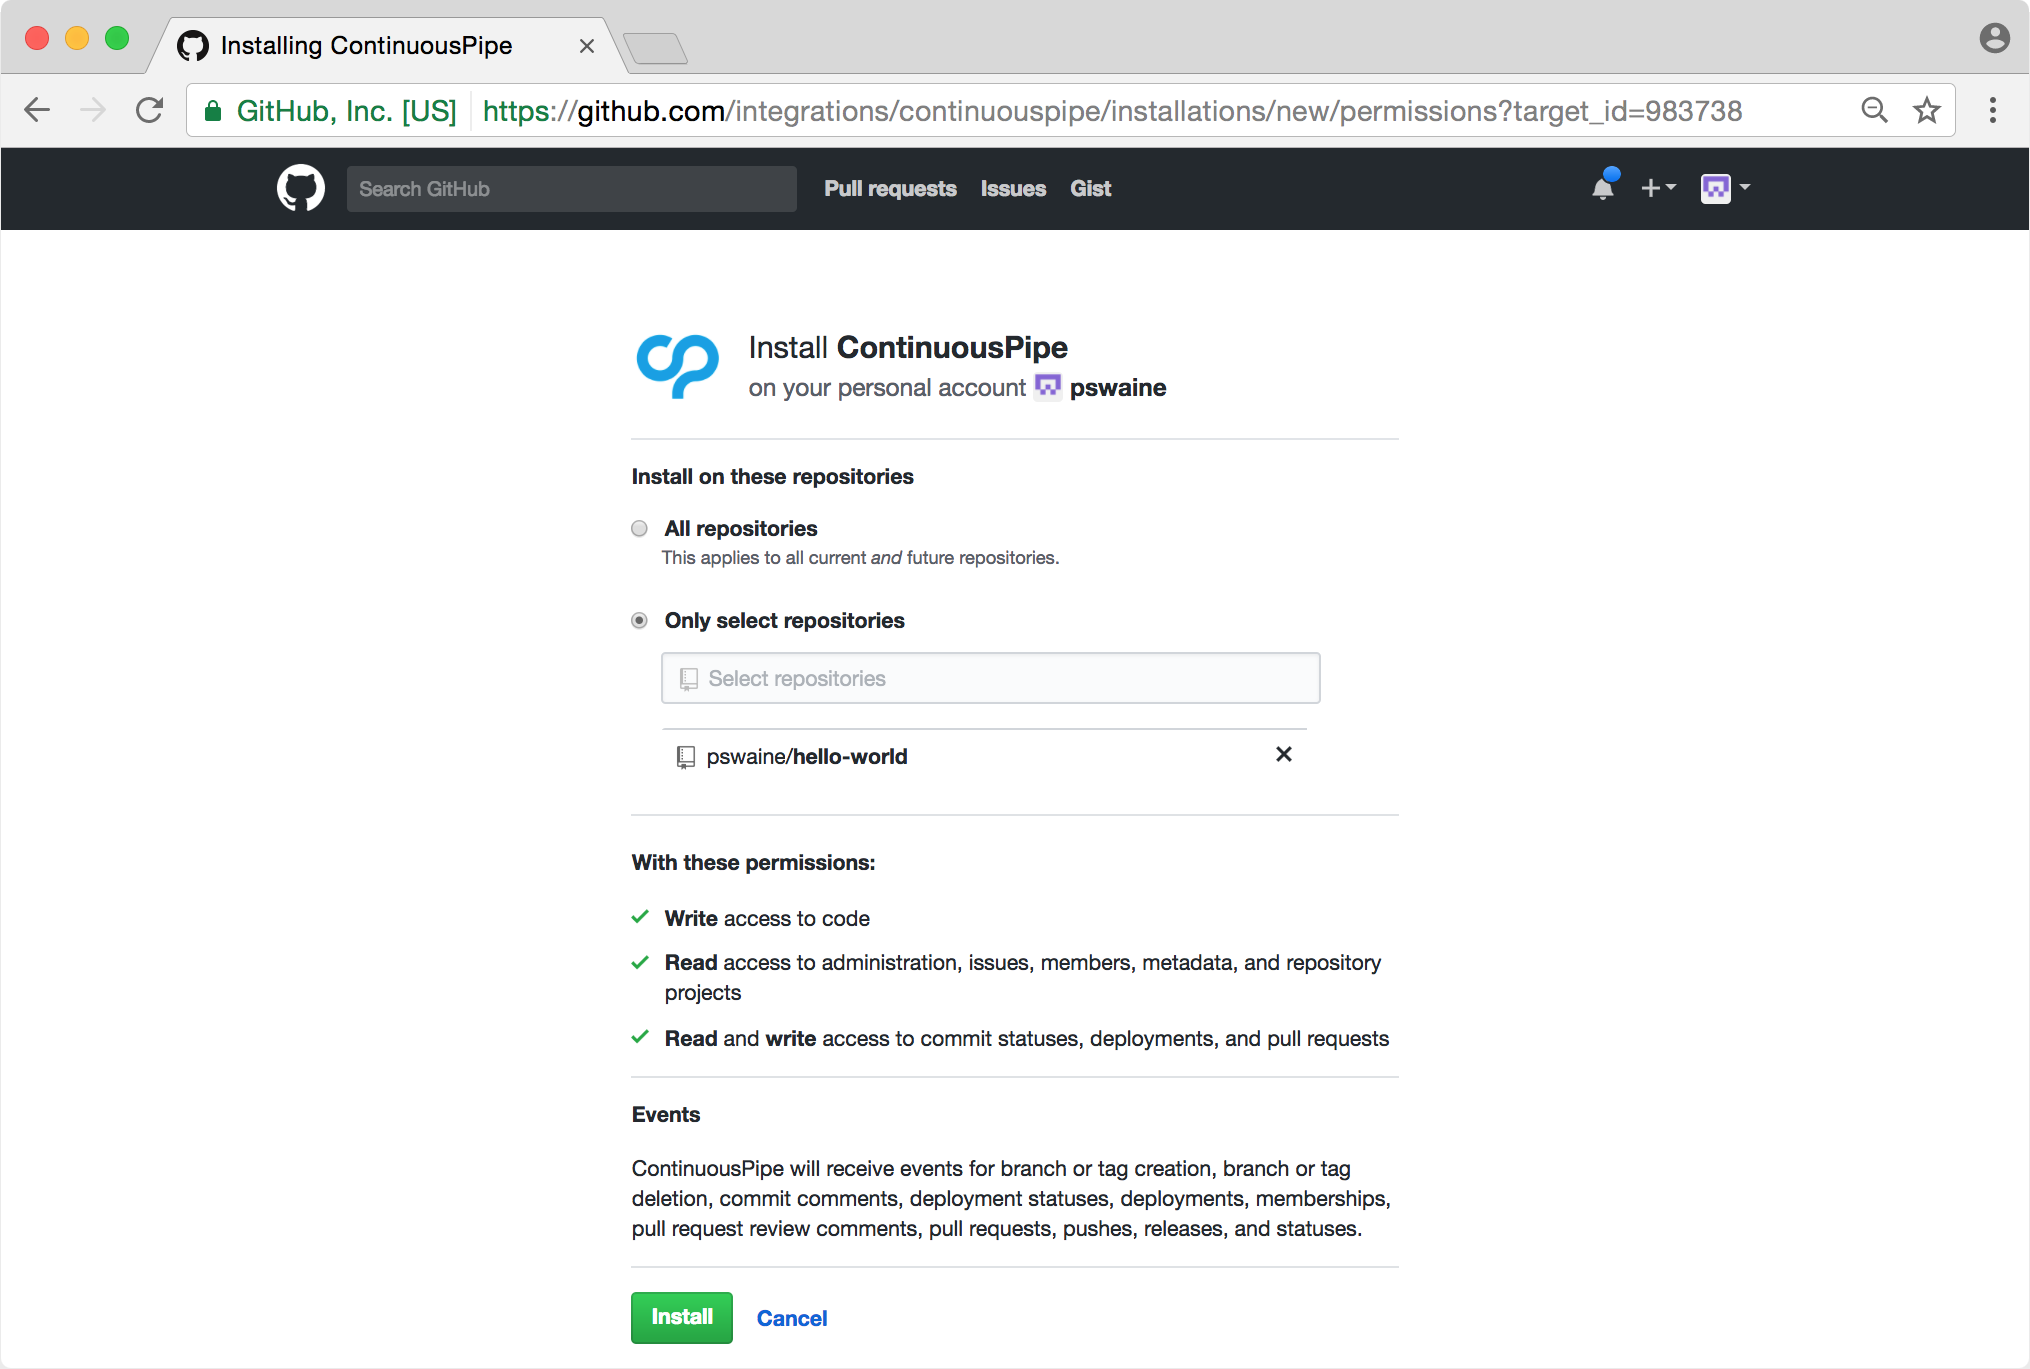 Installing ContinuousPipe
GitHub, Inc. [US] https://github.com/integrations/continuouspipe/installations/new/permissions?target_id=983738
Search GitHub Pull requests Issues Gist
Install ContinuousPipe
on your personal account pswaine
Install on these repositories
All repositories
This applies to all current and future repositories.
Only select repositories
Select repositories
pswaine/hello-world
With these permissions:
Write access to code
Read access to administration, issues, members, metadata, and repository
projects
Read and write access to commit statuses, deployments, and pull requests
Events
ContinuousPipe will receive events for branch or tag creation, branch or tag
deletion, commit comments, deployment statuses, deployments, memberships,
pull request review comments, pull requests, pushes, releases, and statuses.
Install Cancel